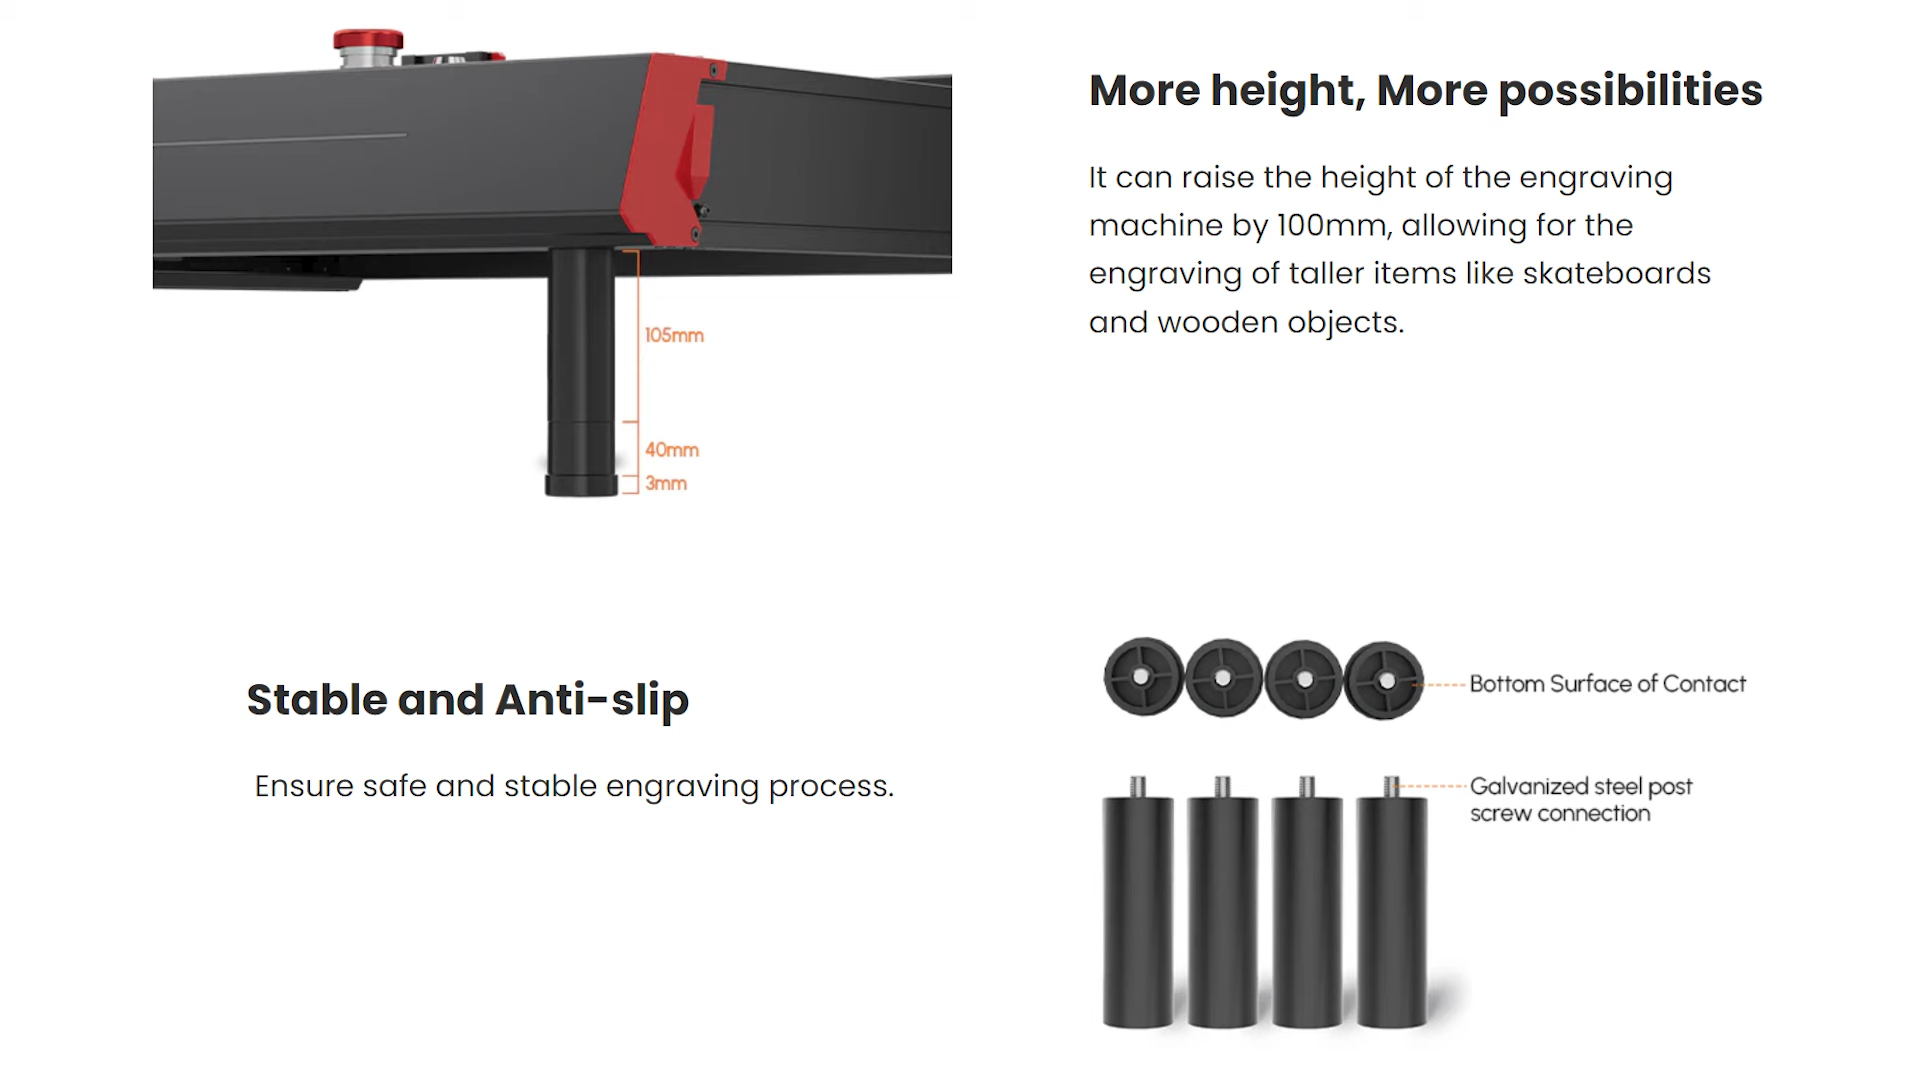 More height, More possibilities
It can raise the height of the engraving
machine by 100mm, allowing for the
engraving of taller items like skateboards
and wooden objects.
105mm
40mm
3mm
Stable and Anti-slip
Ensure safe and stable engraving process.
Bottom Surface of Contact
Galvanized steel post
screw connection